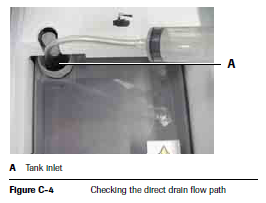 A
A Tank inlet
Figure C-4 Checking the direct drain flow path